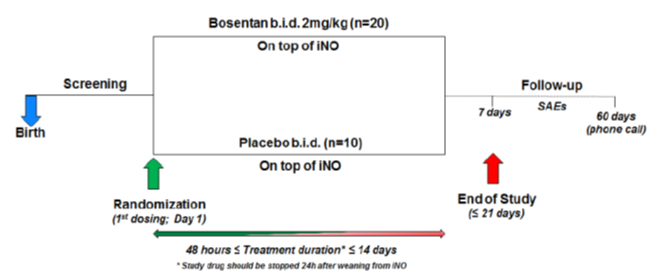 Bosentan b.i.d. 2mg/kg (n=20)
On top of iNO
Screening
Follow-up
7 days
SAEs
60 days
(phone call)
Birth
Placebo b.i.d. (n=10)
On top of iNO
Randomization
(1st dosing; Day 1)
End of Study
(≤ 21 days)
48 hours ≤ Treatment duration* ≤ 14 days
* Study drug should be stopped 24h after weaning from iNO